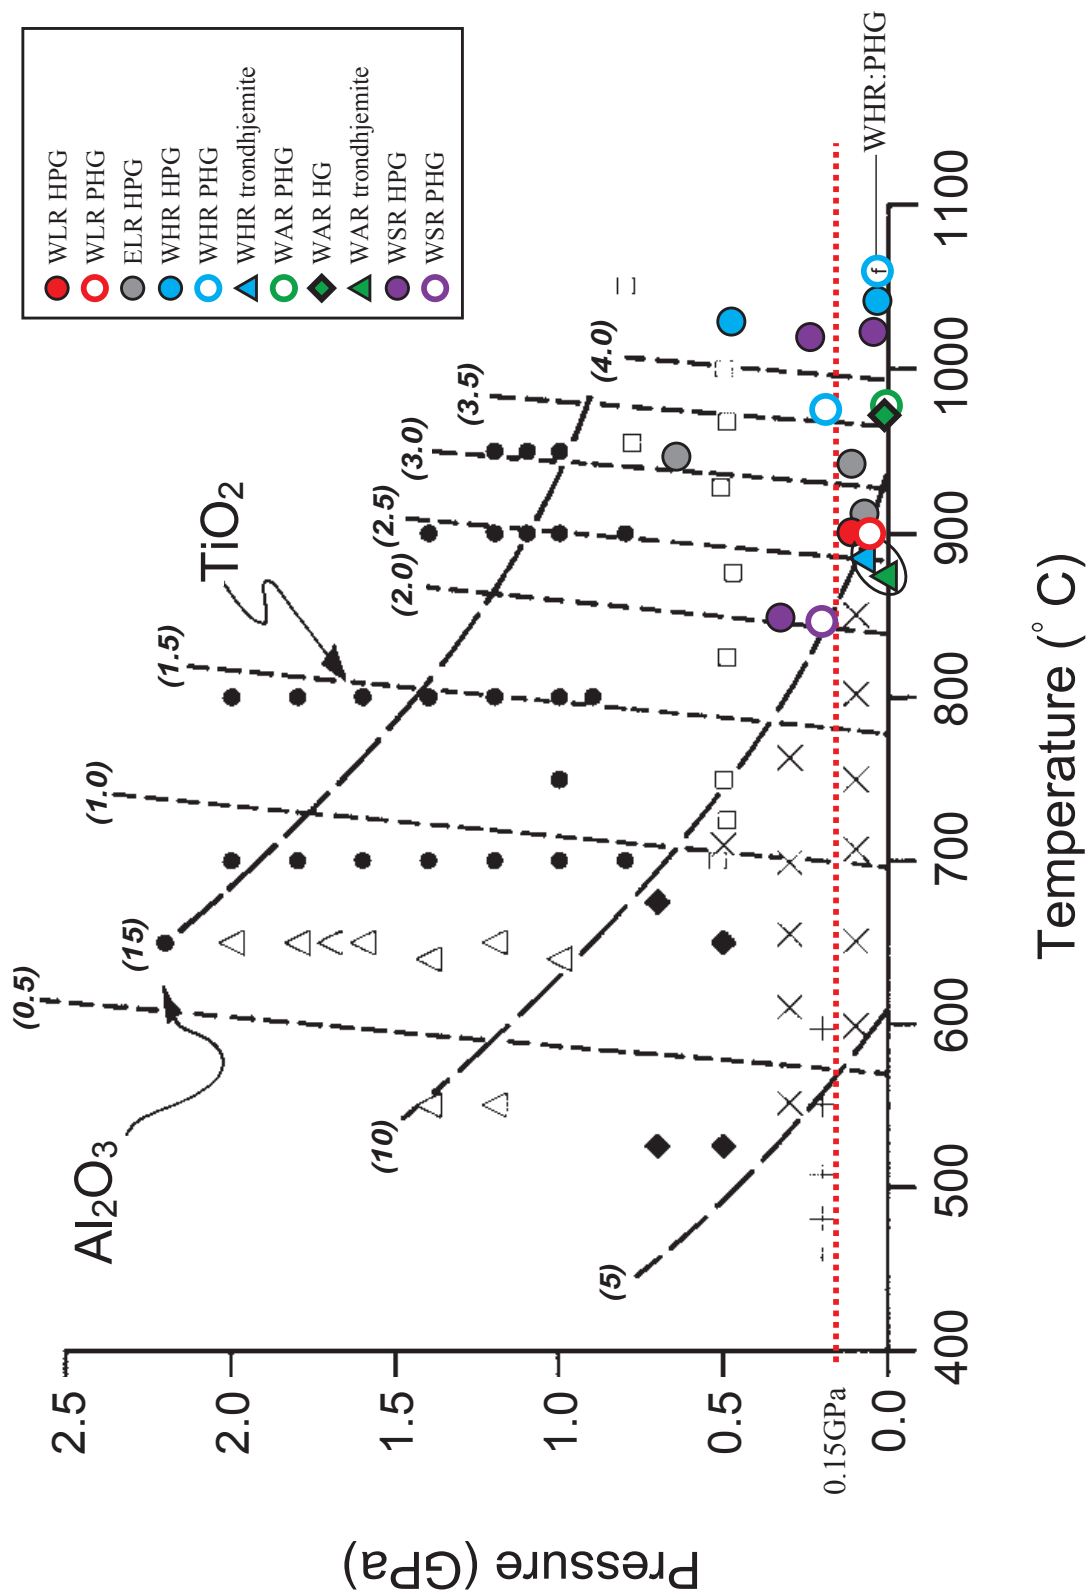 WLR HPG
WLR PHG
ELR HPG
WHR HPG
WHR PHG
WHR trondhjemite
WAR PHG
WAR HG
WAR trondhjemite
WSR HPG
WSR PHG
Al2O3
TiO2
(0.5)
(1.0)
(1.5)
(2.0)
(2.5)
(3.0)
(3.5)
(4.0)
(15)
(10)
(5)
f
WHR:PHG
0.15GPa
Pressure (GPa)
2.5
2.0
1.5
1.0
0.5
0.0
400
500
600
700
800
900
1000
1100
Temperature (° C)